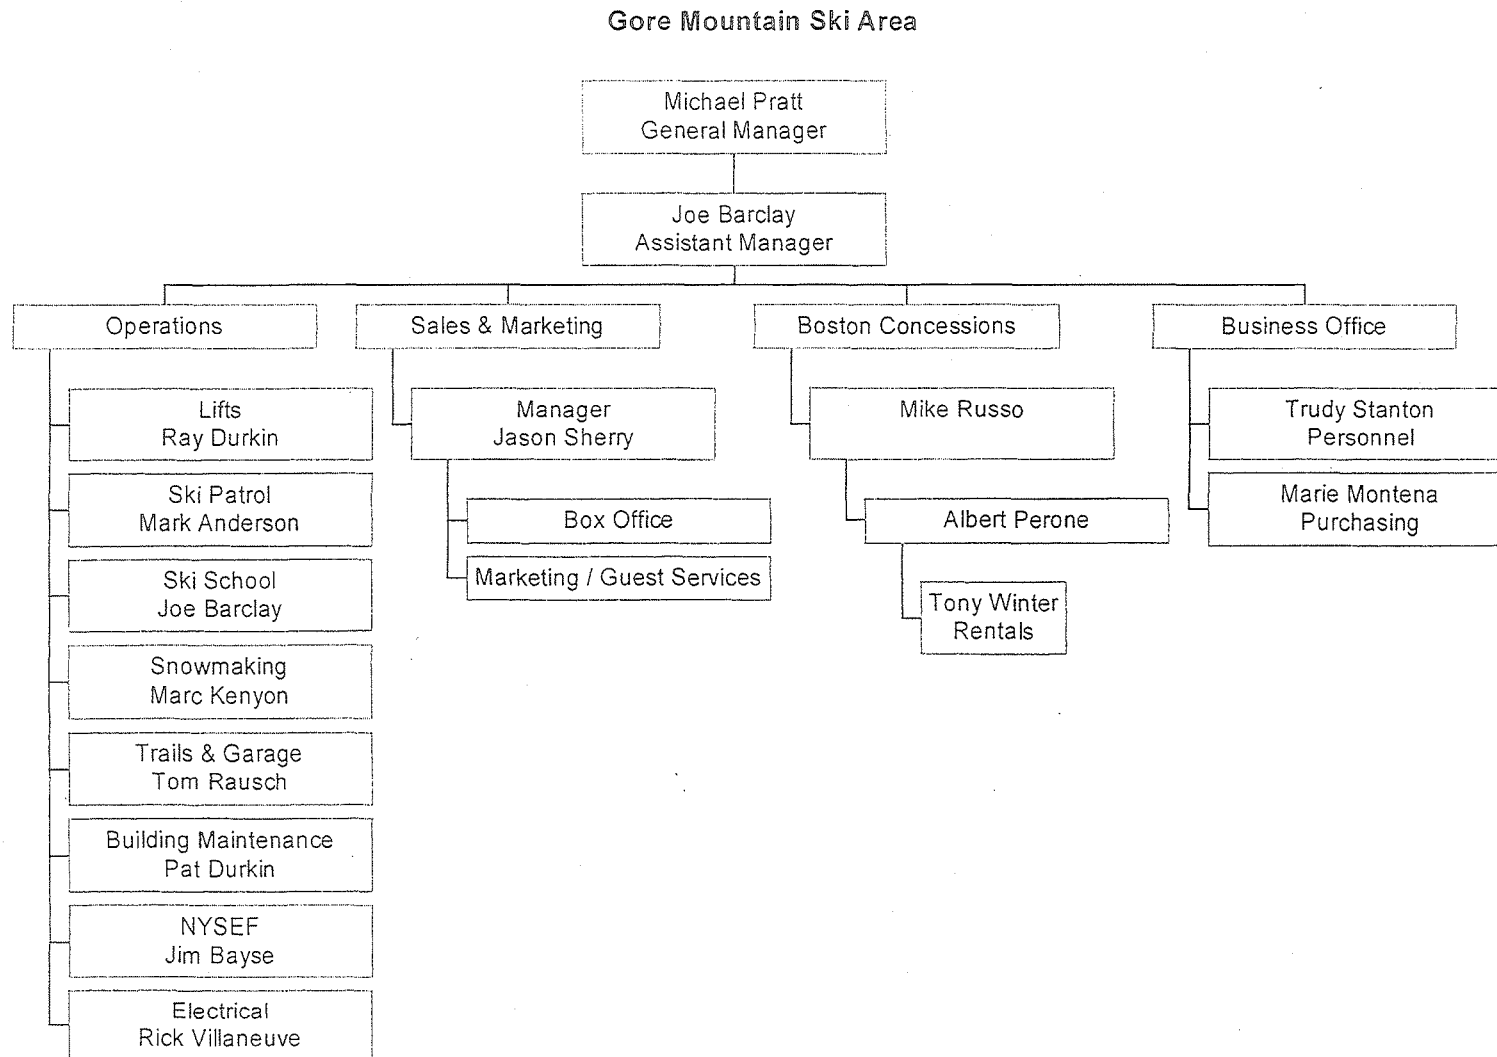 Gore Mountain Ski Area
Michael Pratt
General Manager
Joe Barclay
Assistant Manager
Operations
Sales & Marketing
Boston Concessions
Business Office
Lifts
Ray Durkin
Ski Patrol
Mark Anderson
Ski School
Joe Barclay
Snowmaking
Marc Kenyon
Trails & Garage
Tom Rausch
Building Maintenance
Pat Durkin
NYSEF
Jim Bayse
Electrical
Rick Villaneuve
Manager
Jason Sherry
Box Office
Marketing / Guest Services
Mike Russo
Albert Perone
Tony Winter
Rentals
Trudy Stanton
Personnel
Marie Montena
Purchasing